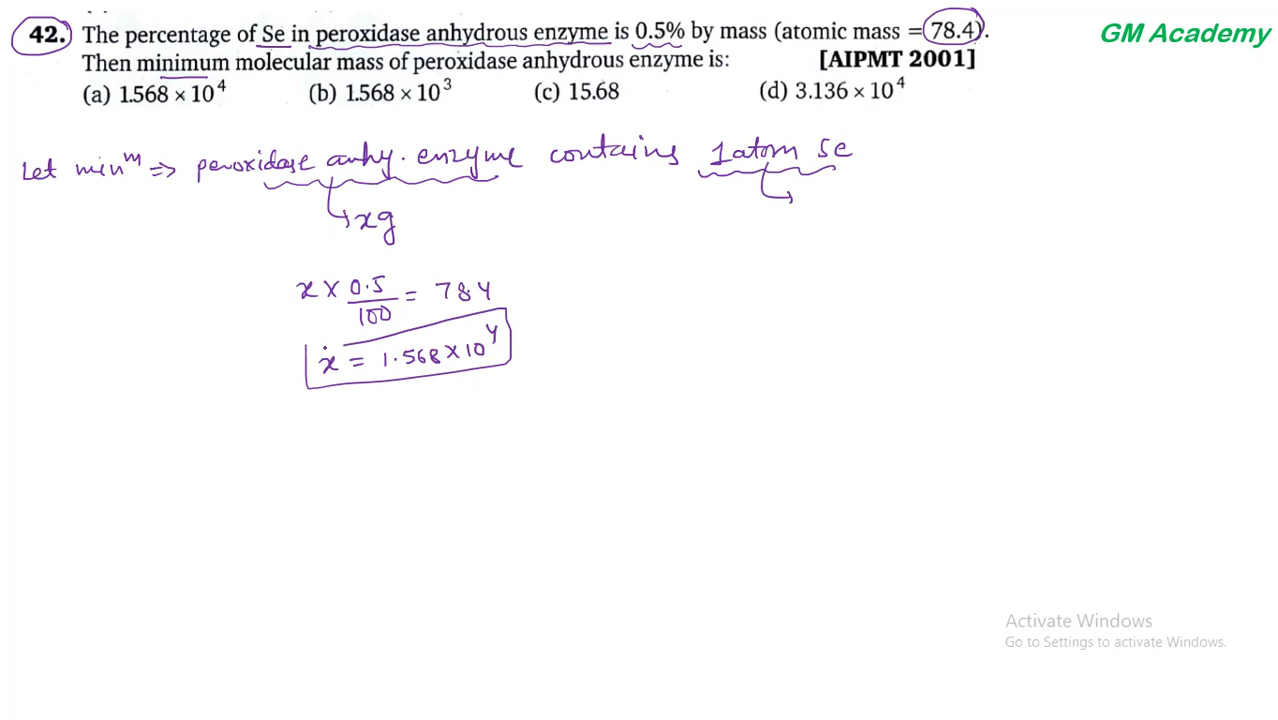 42. The percentage of Se in peroxidase anhydrous enzyme is 0.5% by mass (atomic mass = 78.4).
GM Academy
Then minimum molecular mass of peroxidase anhydrous enzyme is: [AIPMT 2001]
(a) 1.568 × 10⁴ (b) 1.568 × 10³ (c) 15.68 (d) 3.136 × 10⁴
Let minᵐ => peroxidase anhy. enzyme contains 1 atom Se
xg
x × 0.5/100 = 784
x = 1.568 × 10⁴
Activate Windows
Go to Settings to activate Windows.